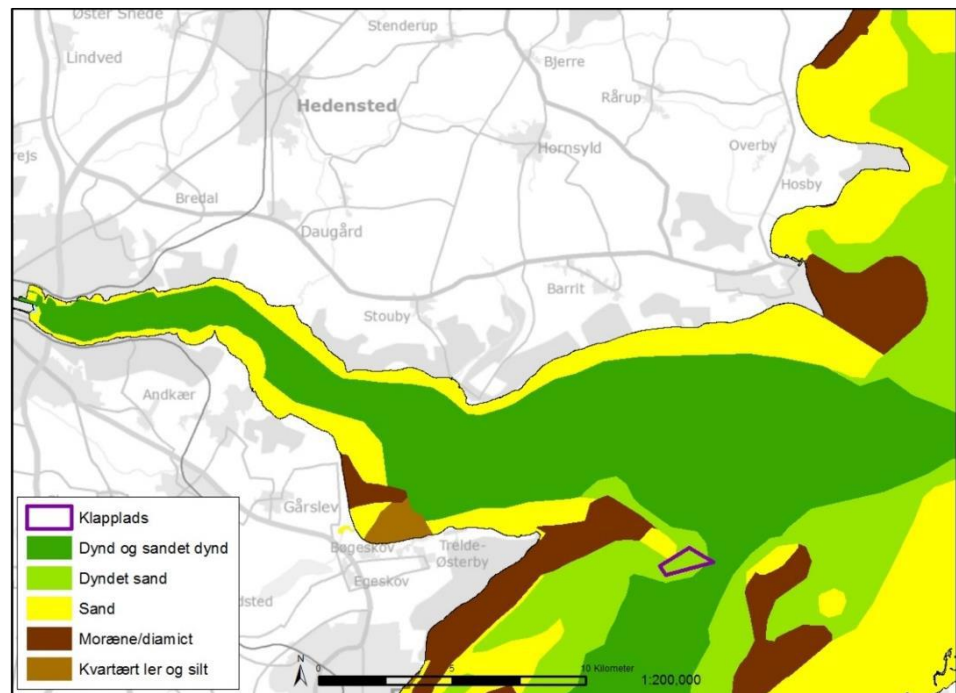 Øster Snede
Stenderup
Lindved
Bjerre
Hedensted
Rårup
Hornsyld
Overby
rejs
Hosby
Bredal
Daugård
Barrit
Stouby
Andkær
Gårslev
Bøgeskov
Trelde-
Østerby
Egeskov
dsted
Klapplads
Dynd og sandet dynd
Dyndet sand
Sand
Moræne/diamict
Kvartært ler og silt
N
0 5 10 Kilometer
1:200,000